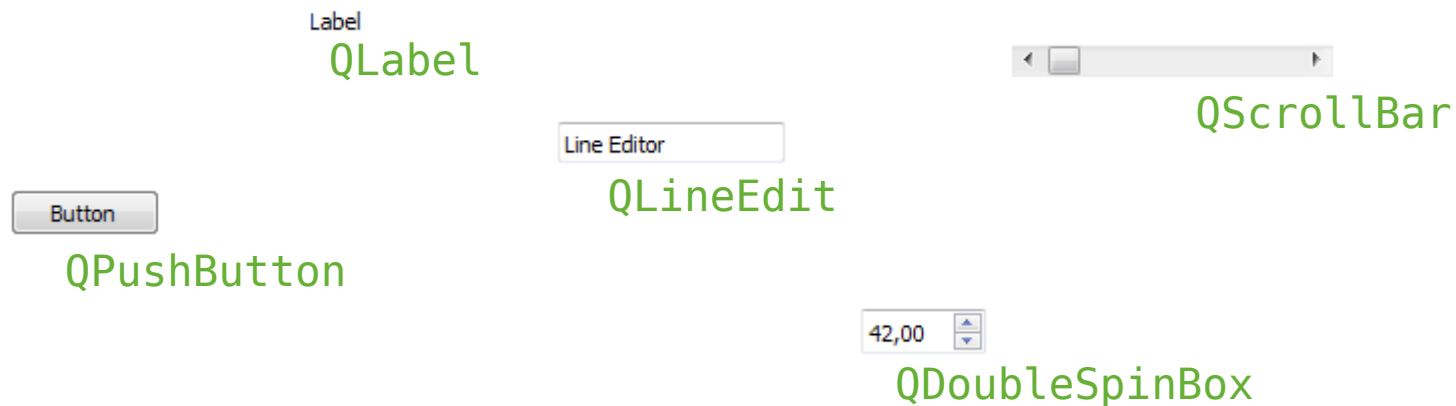 Label
QLabel
QScrollBar
Line Editor
QLineEdit
Button
QPushButton
42,00
QDoubleSpinBox